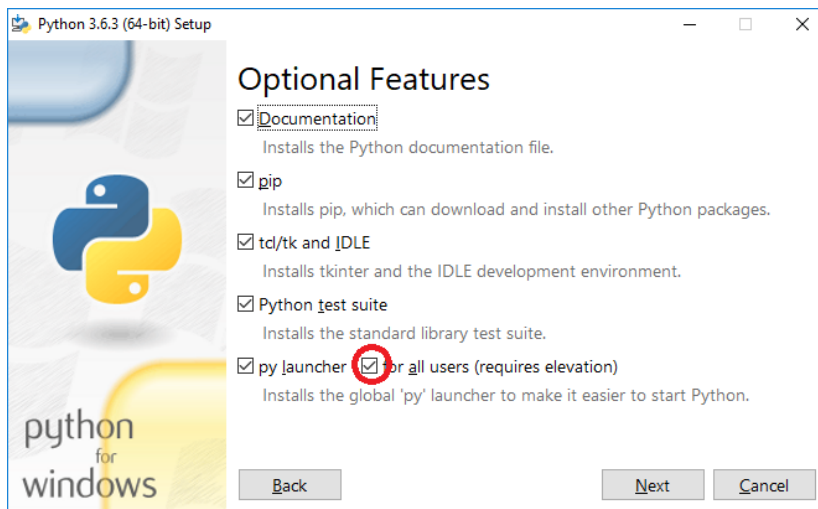 Python 3.6.3 (64-bit) Setup
Optional Features
Documentation
Installs the Python documentation file.
pip
Installs pip, which can download and install other Python packages.
tcl/tk and IDLE
Installs tkinter and the IDLE development environment.
Python test suite
Installs the standard library test suite.
py launcher for all users (requires elevation)
Installs the global 'py' launcher to make it easier to start Python.
python
for
windows
Back Next Cancel